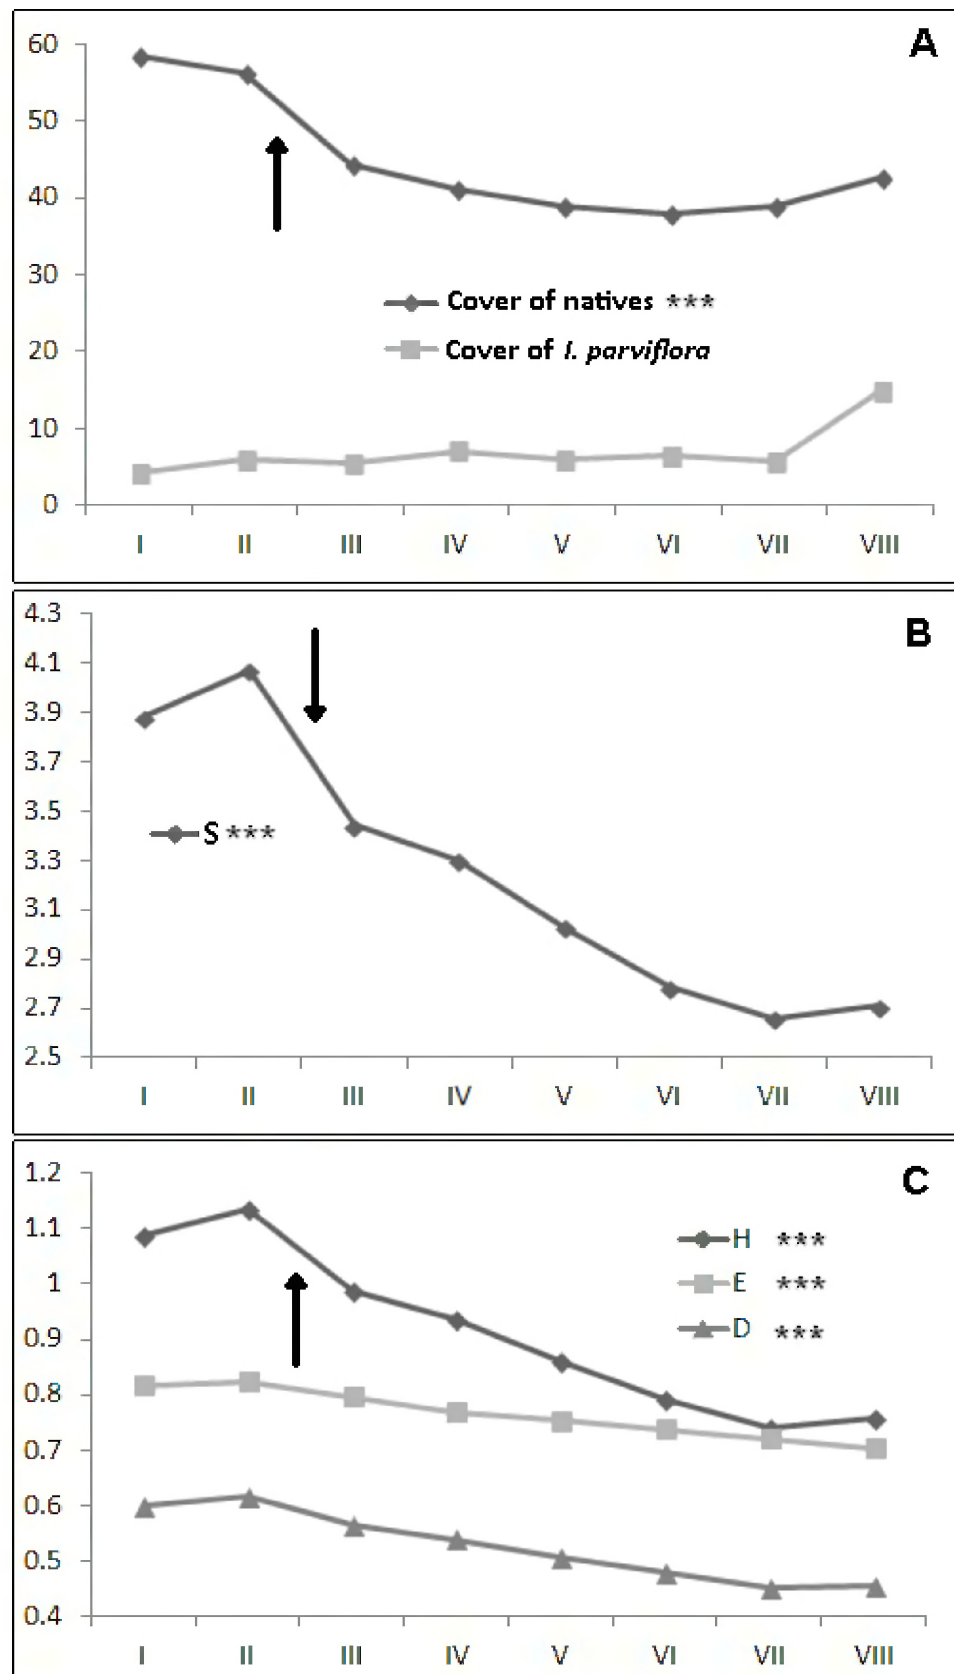 A
60
50
40
30
20
10
0
Cover of natives ***
Cover of I. parviflora
I II III IV V VI VII VIII
B
4.3
4.1
3.9
3.7
3.5
3.3
3.1
2.9
2.7
2.5
S ***
I II III IV V VI VII VIII
C
1.2
1.1
1
0.9
0.8
0.7
0.6
0.5
0.4
H ***
E ***
D ***
I II III IV V VI VII VIII